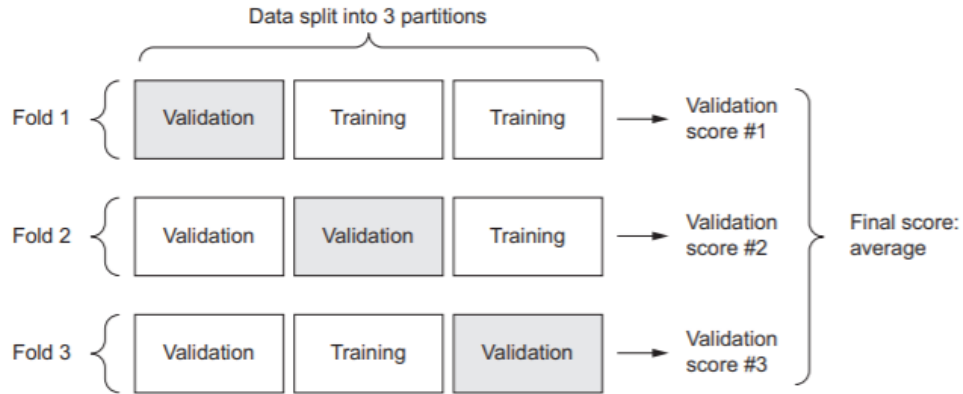 Data split into 3 partitions
Fold 1
Validation
Training
Training
Validation
score #1
Fold 2
Validation
Validation
Training
Validation
score #2
Final score:
average
Fold 3
Validation
Training
Validation
Validation
score #3